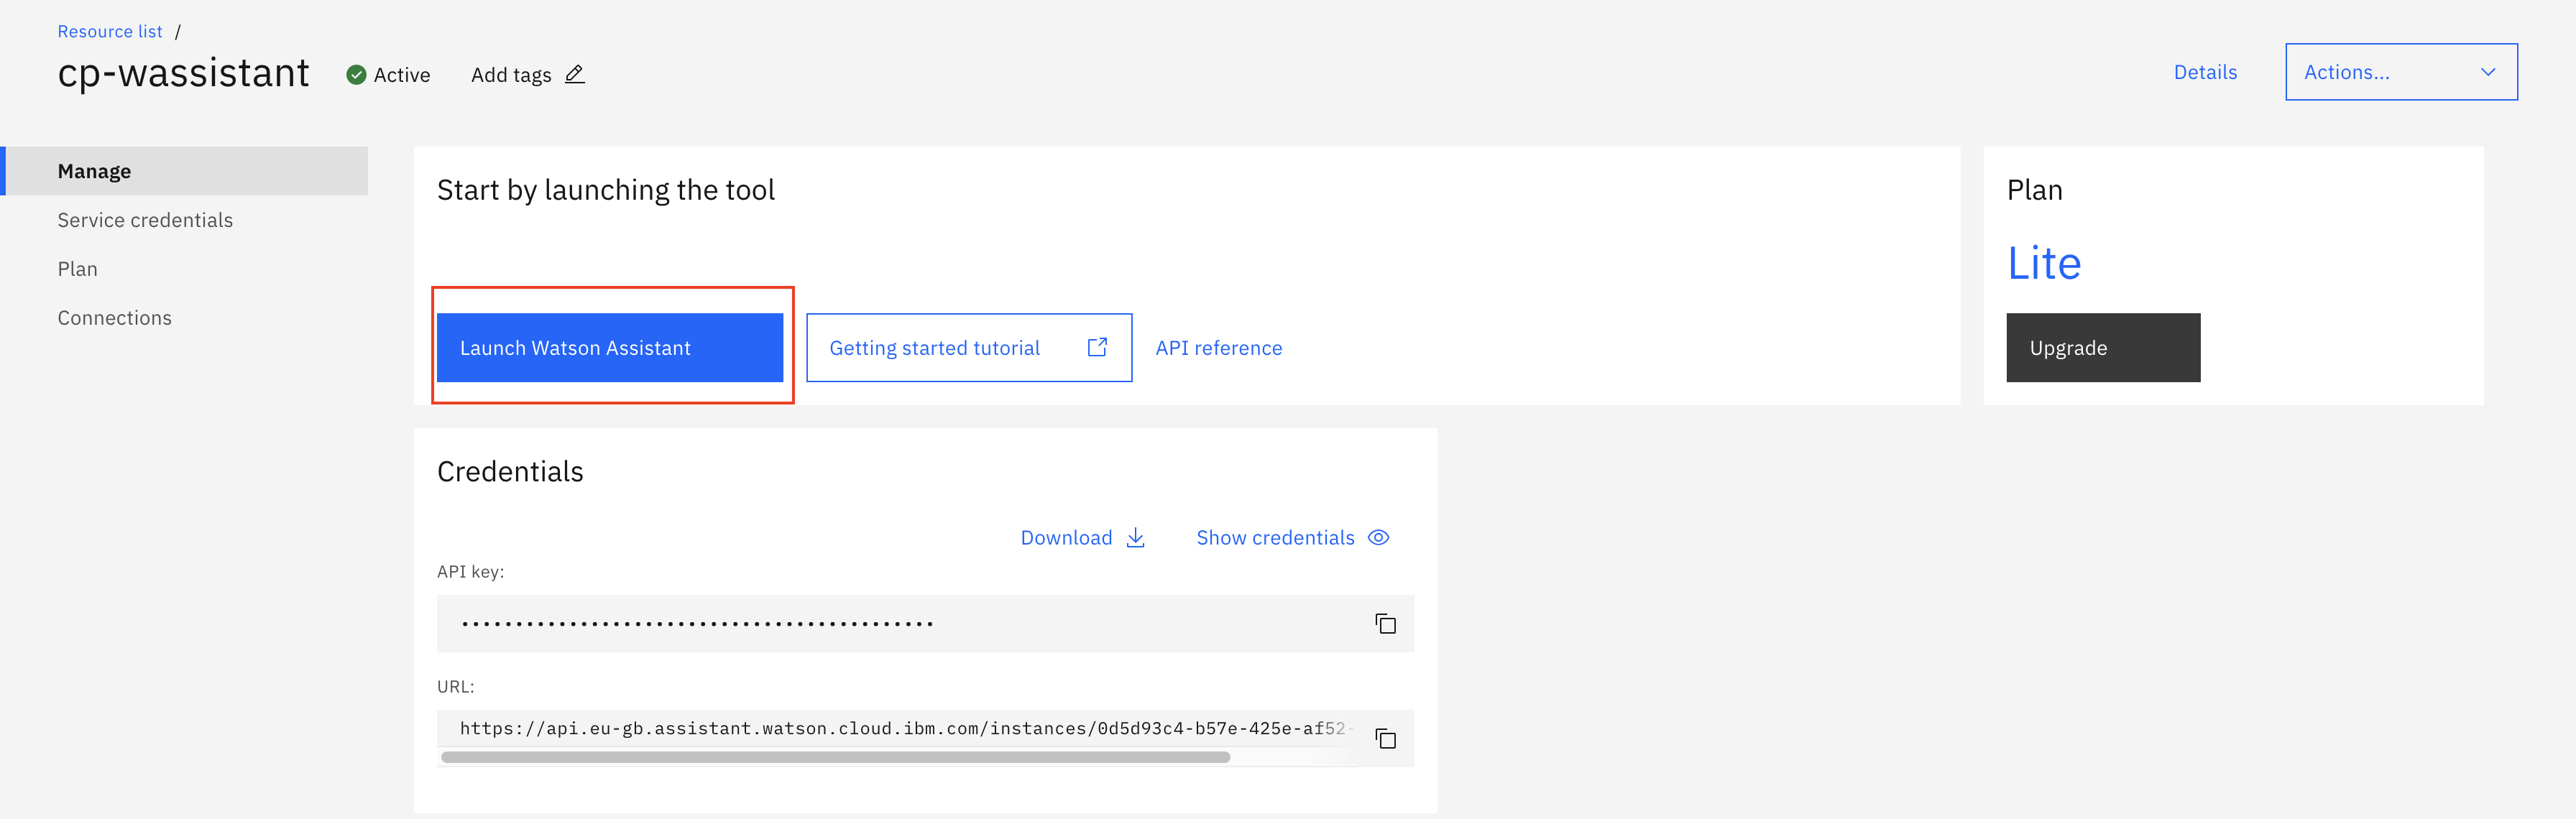 Resource list /
cp-wassistant
Active
Add tags
Details
Actions...
Manage
Service credentials
Plan
Connections
Start by launching the tool
Launch Watson Assistant
Getting started tutorial
API reference
Plan
Lite
Upgrade
Credentials
Download
Show credentials
API key:
••••••••••••••••••••••••••••••••••••••••••••
URL:
https://api.eu-gb.assistant.watson.cloud.ibm.com/instances/0d5d93c4-b57e-425e-af52-